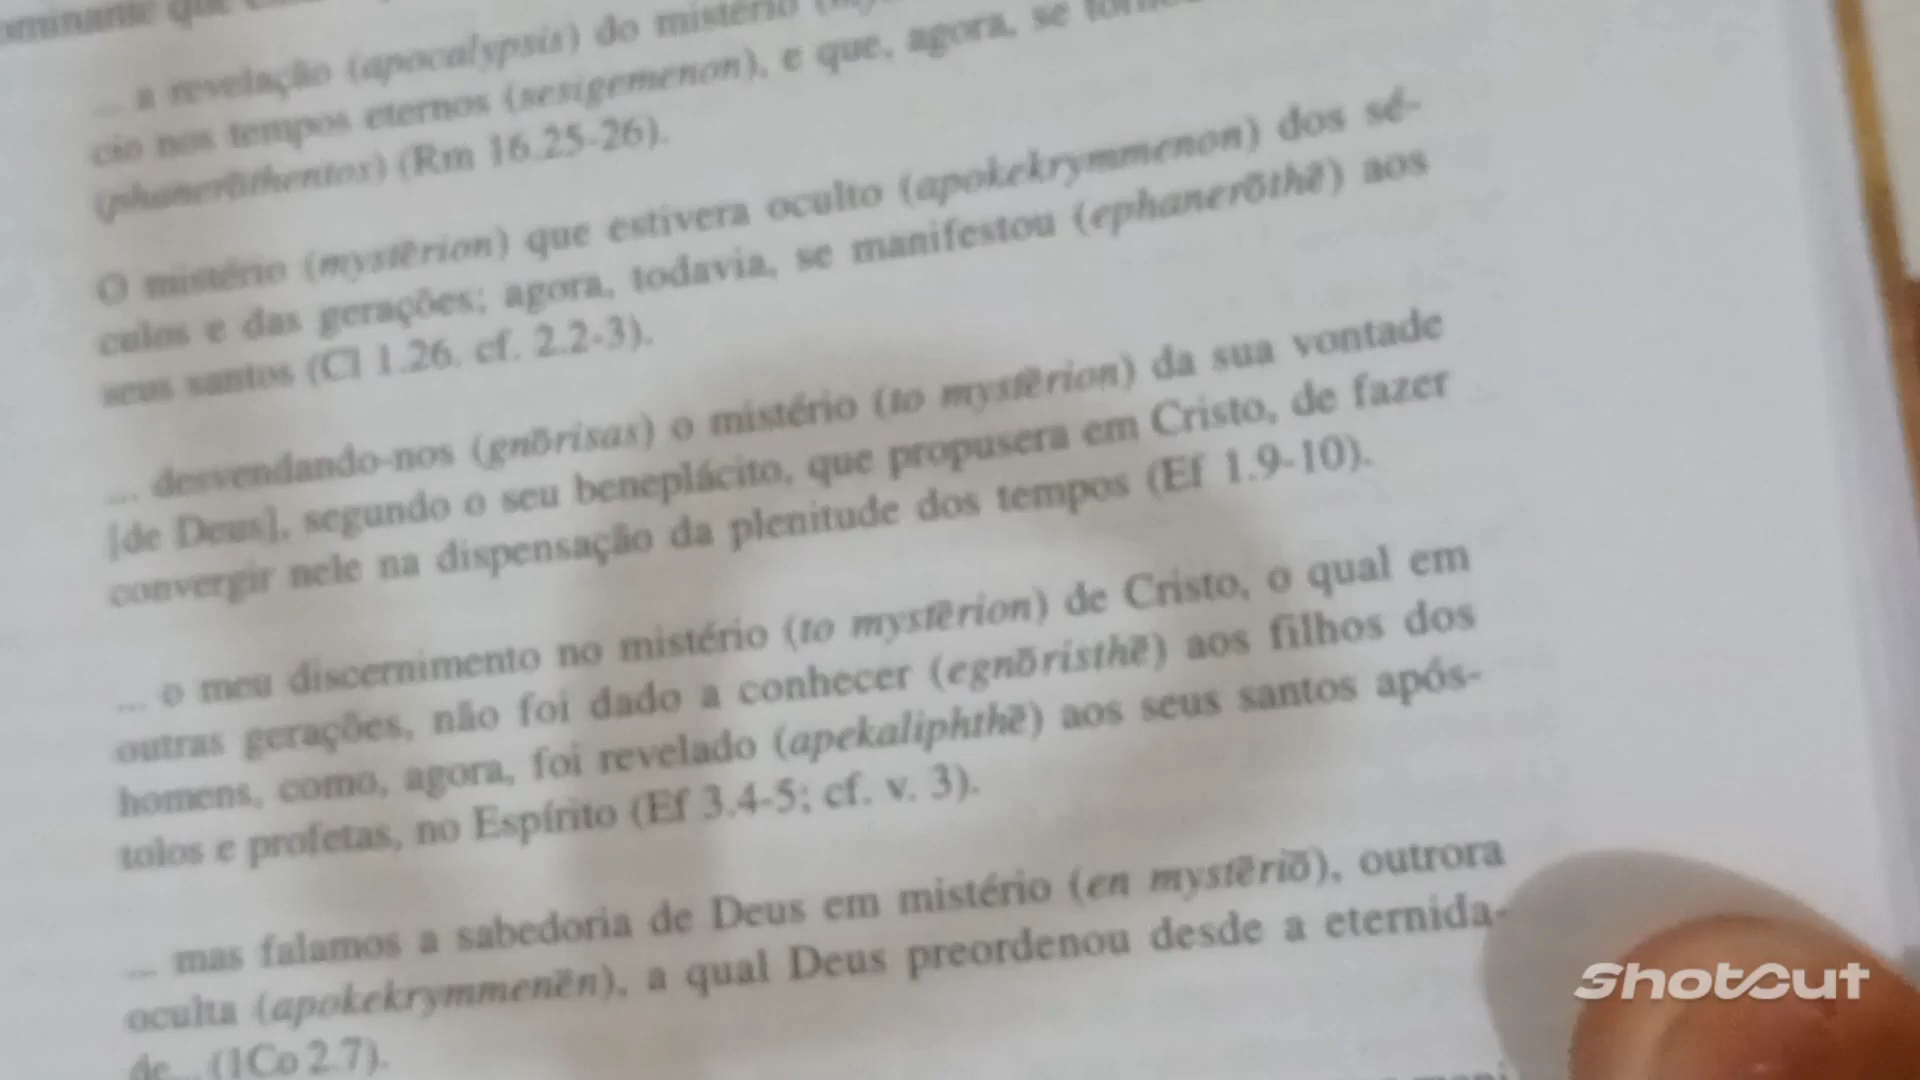 ... a revelação (apocalypsis) do mistério
cio nos tempos eternos (sesigemenon), e que, agora, se
(phanerōthentos) (Rm 16.25-26).
O mistério (mystērion) que estivera oculto (apokekrymmenon) dos sé-
culos e das gerações; agora, todavia, se manifestou (ephanerōthē) aos
seus santos (Cl 1.26, cf. 2.2-3).
... desvendando-nos (gnōrisas) o mistério (to mystērion) da sua vontade
[de Deus], segundo o seu beneplácito, que propusera em Cristo, de fazer
convergir nele na dispensação da plenitude dos tempos (Ef 1.9-10).
... o meu discernimento no mistério (to mystērion) de Cristo, o qual em
outras gerações, não foi dado a conhecer (egnōristhē) aos filhos dos
homens, como, agora, foi revelado (apekaliphthē) aos seus santos após-
tolos e profetas, no Espírito (Ef 3.4-5; cf. v. 3).
... mas falamos a sabedoria de Deus em mistério (en mystēriō), outrora
oculta (apokekrymmenēn), a qual Deus preordenou desde a eternida-
de... (1Co 2.7).
Shotcut